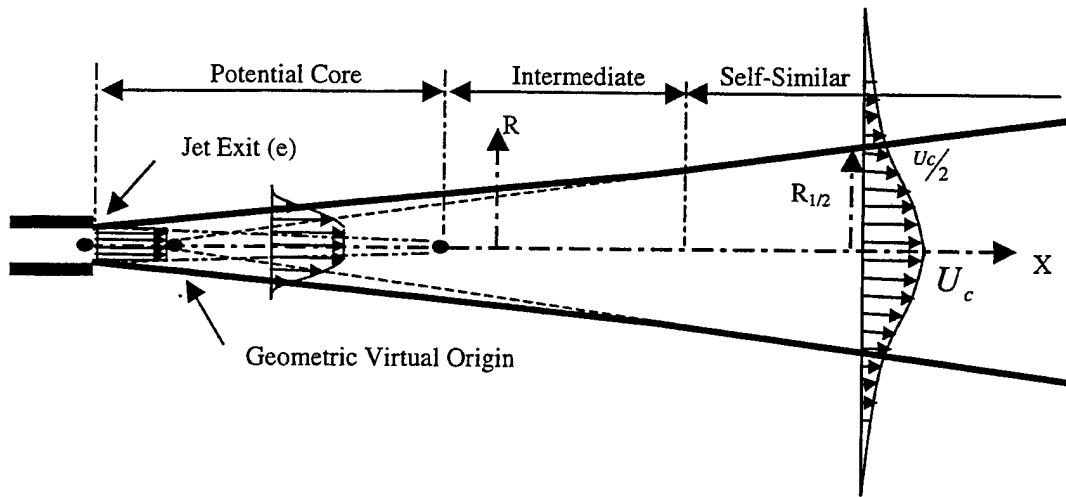 Potential Core
Intermediate
Self-Similar
Jet Exit (e)
R
Uc/2
R1/2
X
Uc
Geometric Virtual Origin